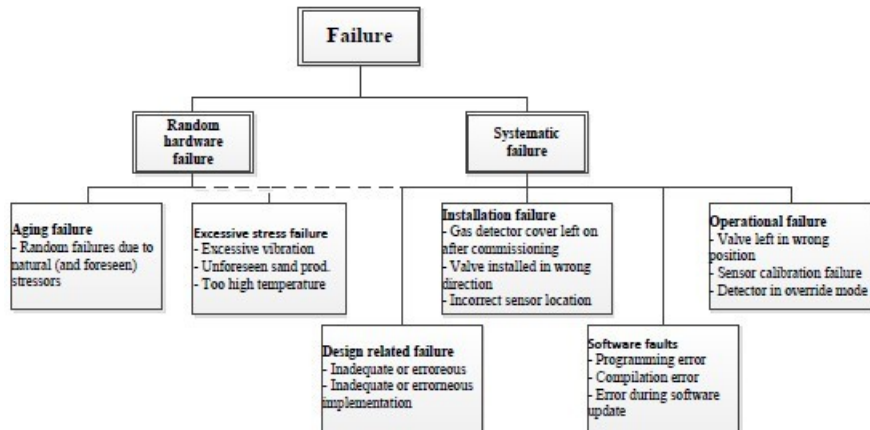 Failure
Random
hardware
failure
Systematic
failure
Aging failure
- Random failures due to
natural (and foreseen)
stressors
Excessive stress failure
- Excessive vibration
- Unforeseen sand prod.
- Too high temperature
Installation failure
- Gas detector cover left on
after commissioning
- Valve installed in wrong
direction
- Incorrect sensor location
Operational failure
- Valve left in wrong
position
- Sensor calibration failure
- Detector in override mode
Design related failure
- Inadequate or erroreous
- Inadequate or errorneous
implementation
Software faults
- Programming error
- Compilation error
- Error during software
update